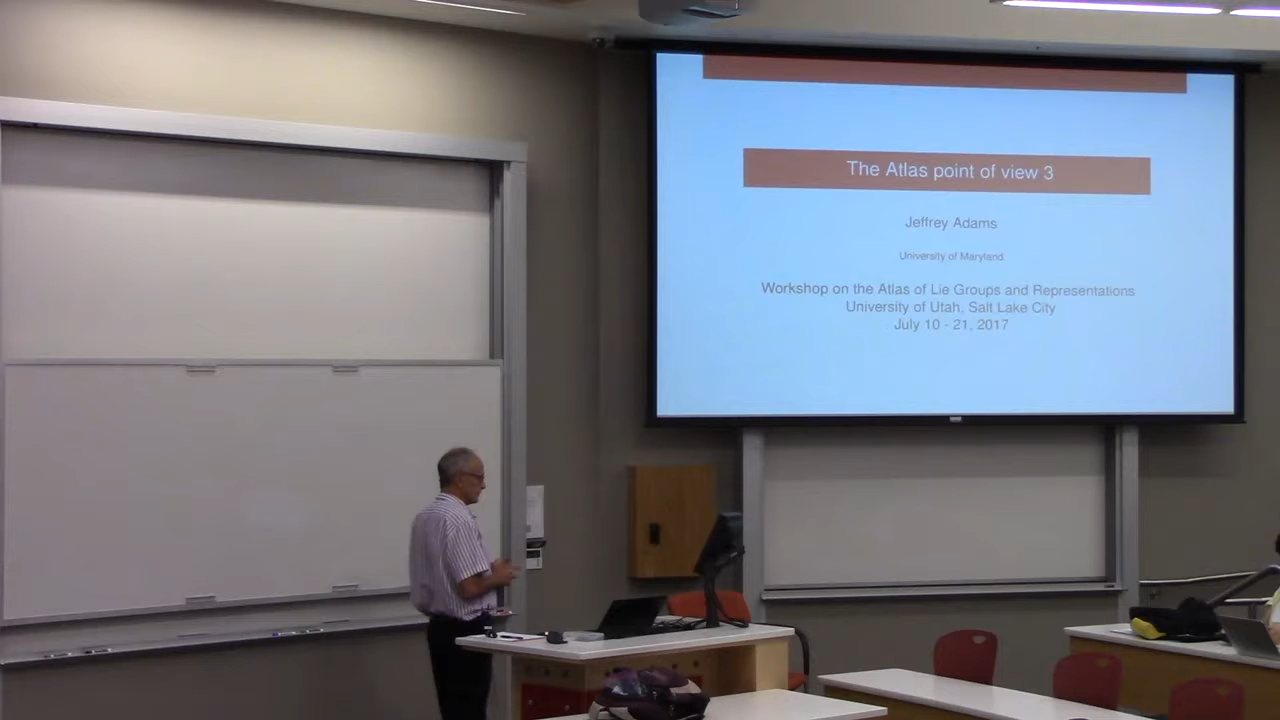 The Atlas point of view 3
Jeffrey Adams
University of Maryland
Workshop on the Atlas of Lie Groups and Representations
University of Utah, Salt Lake City
July 10 - 21, 2017